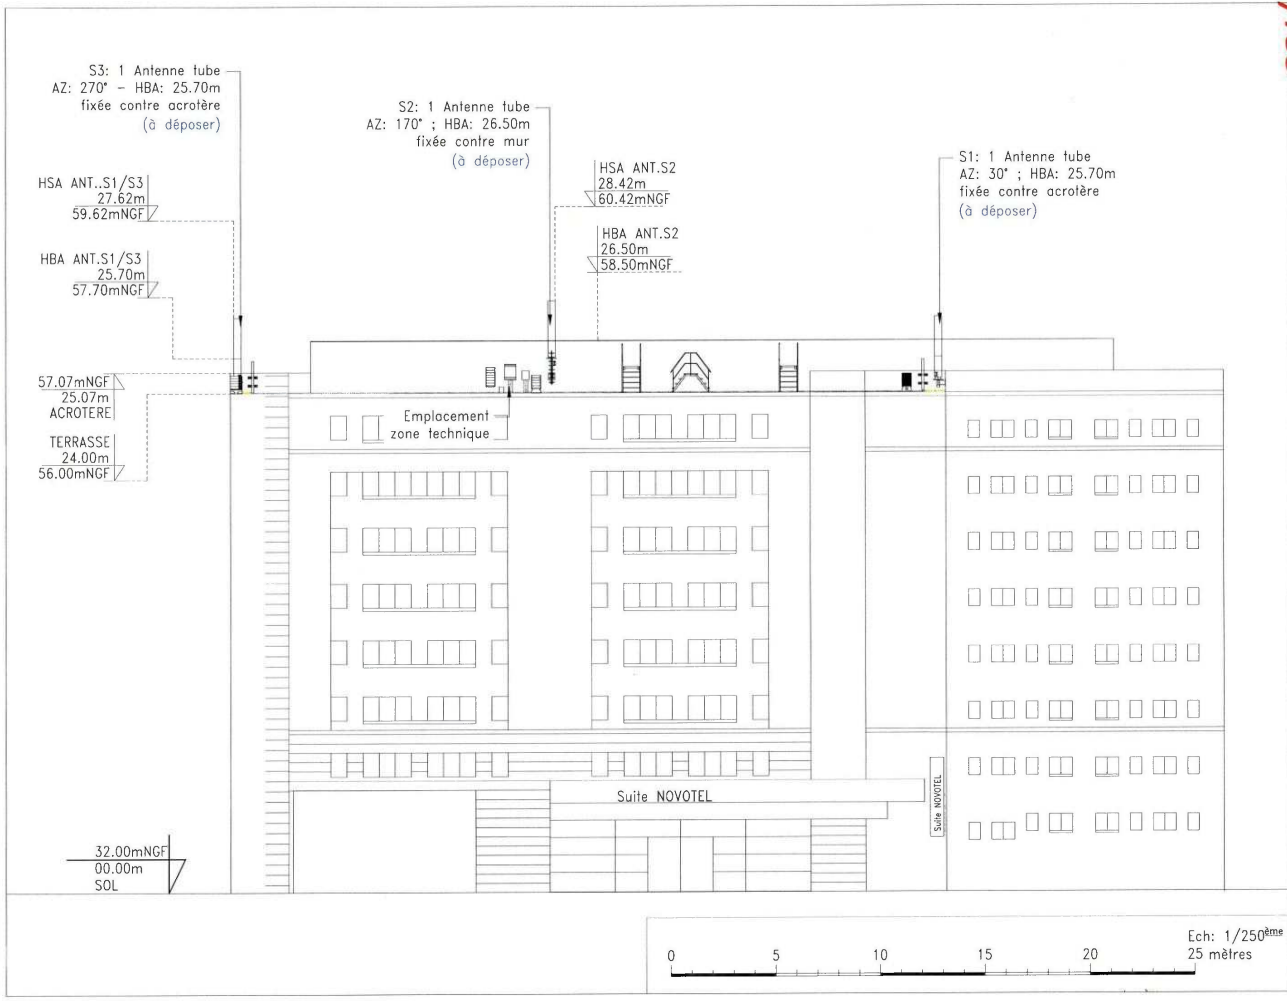 S3: 1 Antenne tube
AZ: 270° - HBA: 25.70m
fixée contre acrotère
(à déposer)
S2: 1 Antenne tube
AZ: 170° ; HBA: 26.50m
fixée contre mur
(à déposer)
S1: 1 Antenne tube
AZ: 30° ; HBA: 25.70m
fixée contre acrotère
(à déposer)
HSA ANT..S1/S3
27.62m
59.62mNGF
HSA ANT.S2
28.42m
60.42mNGF
HBA ANT.S2
26.50m
58.50mNGF
HBA ANT.S1/S3
25.70m
57.70mNGF
57.07mNGF
25.07m
ACROTERE
TERRASSE
24.00m
56.00mNGF
Emplacement
zone technique
Suite NOVOTEL
Suite NOVOTEL
32.00mNGF
00.00m
SOL
Ech: 1/250ème
0 5 10 15 20 25 mètres